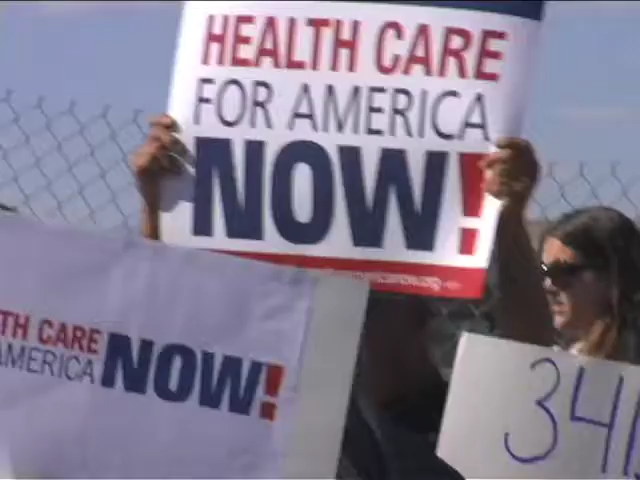 HEALTH CARE
FOR AMERICA
NOW!
TH CARE
AMERICA
NOW!
34